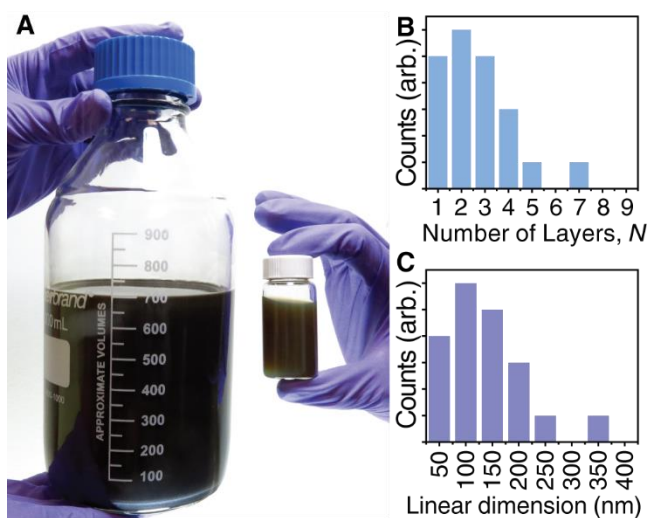 A
900
800
700
600
500
400
300
200
100
APPROXIMATE VOLUMES
mL
B
Counts (arb.)
1 2 3 4 5 6 7 8 9
Number of Layers, N
C
Counts (arb.)
50 100 150 200 250 300 350 400
Linear dimension (nm)